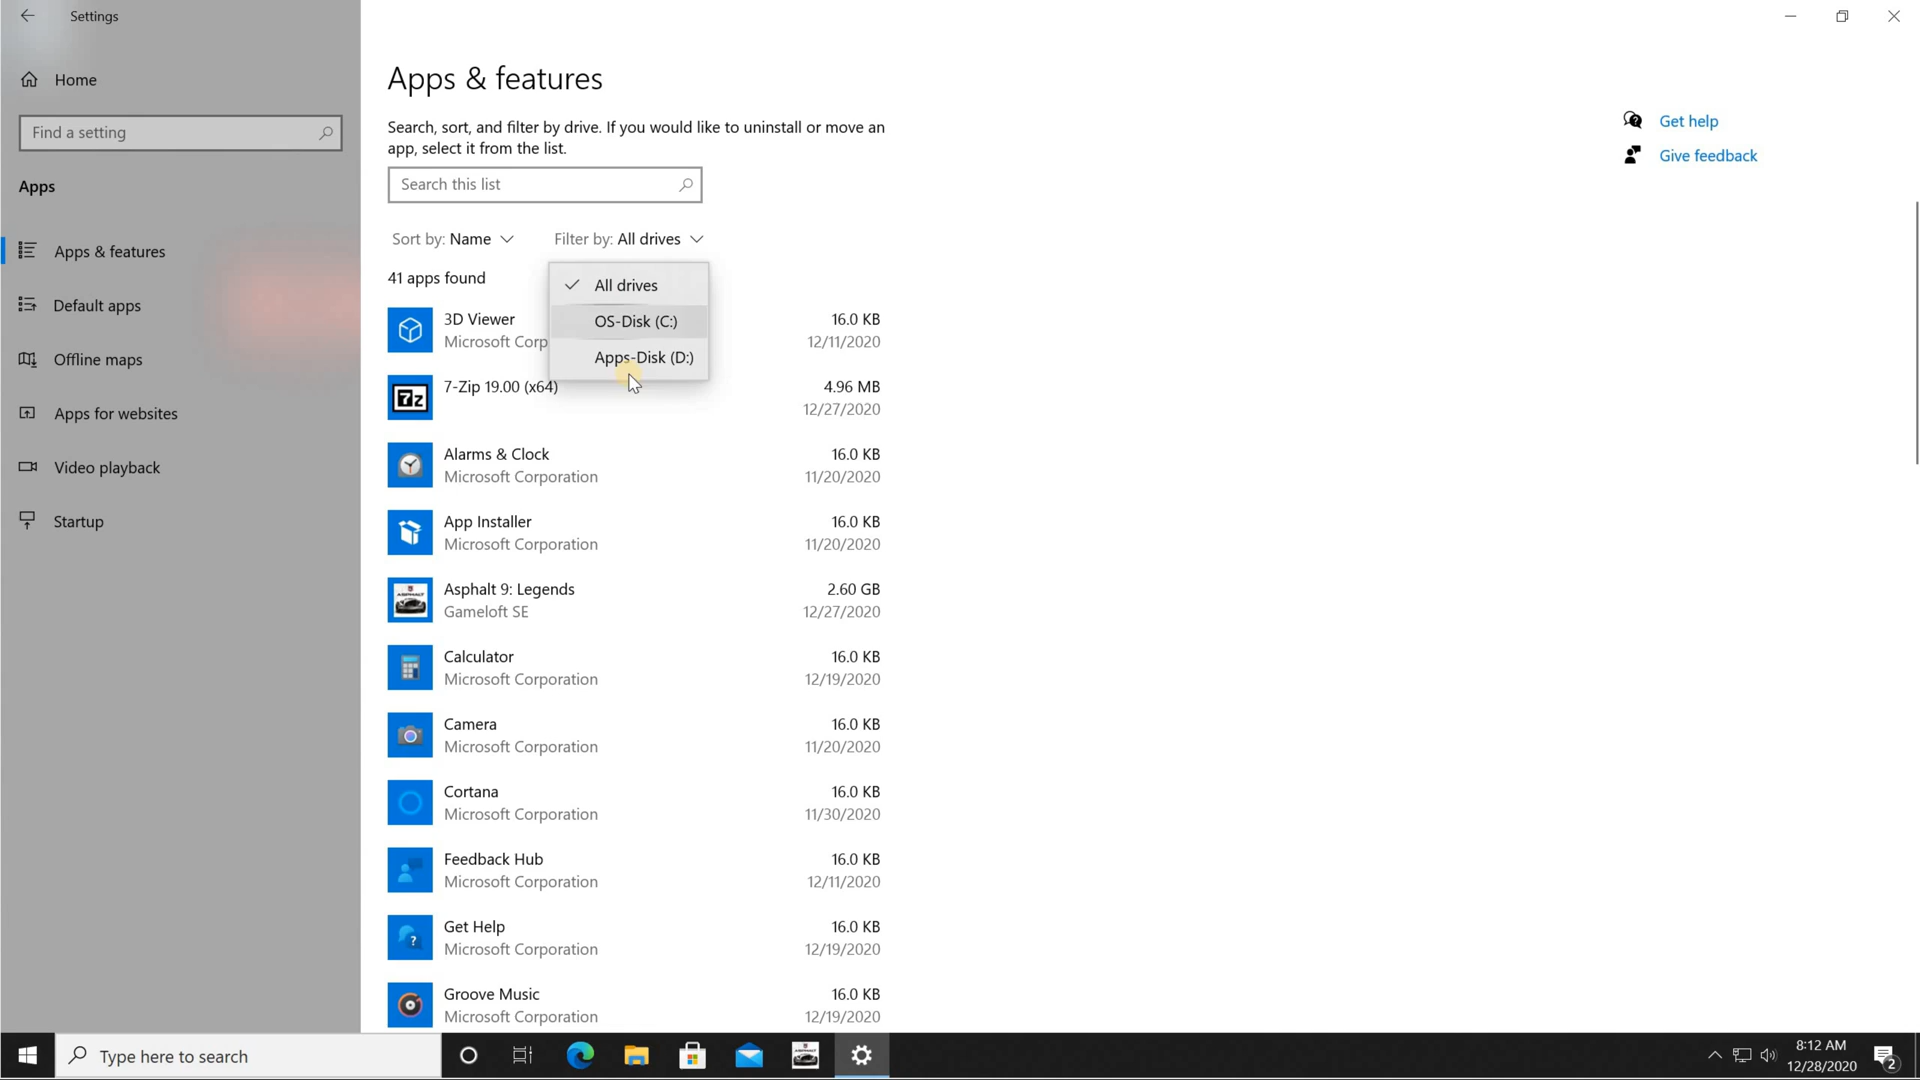 Settings
Home
Find a setting
Apps
Apps & features
Default apps
Offline maps
Apps for websites
Video playback
Startup
Apps & features
Search, sort, and filter by drive. If you would like to uninstall or move an
app, select it from the list.
Search this list
Sort by: Name
Filter by: All drives
41 apps found
All drives
OS-Disk (C:)
Apps-Disk (D:)
3D Viewer
16.0 KB
Microsoft Corp
12/11/2020
7z
7-Zip 19.00 (x64)
4.96 MB
12/27/2020
Alarms & Clock
16.0 KB
Microsoft Corporation
11/20/2020
App Installer
16.0 KB
Microsoft Corporation
11/20/2020
ASPHALT
Asphalt 9: Legends
2.60 GB
Gameloft SE
12/27/2020
Calculator
16.0 KB
Microsoft Corporation
12/19/2020
Camera
16.0 KB
Microsoft Corporation
11/20/2020
Cortana
16.0 KB
Microsoft Corporation
11/30/2020
Feedback Hub
16.0 KB
Microsoft Corporation
12/11/2020
Get Help
16.0 KB
Microsoft Corporation
12/19/2020
Groove Music
16.0 KB
Microsoft Corporation
12/19/2020
Get help
Give feedback
Type here to search
8:12 AM
12/28/2020
2